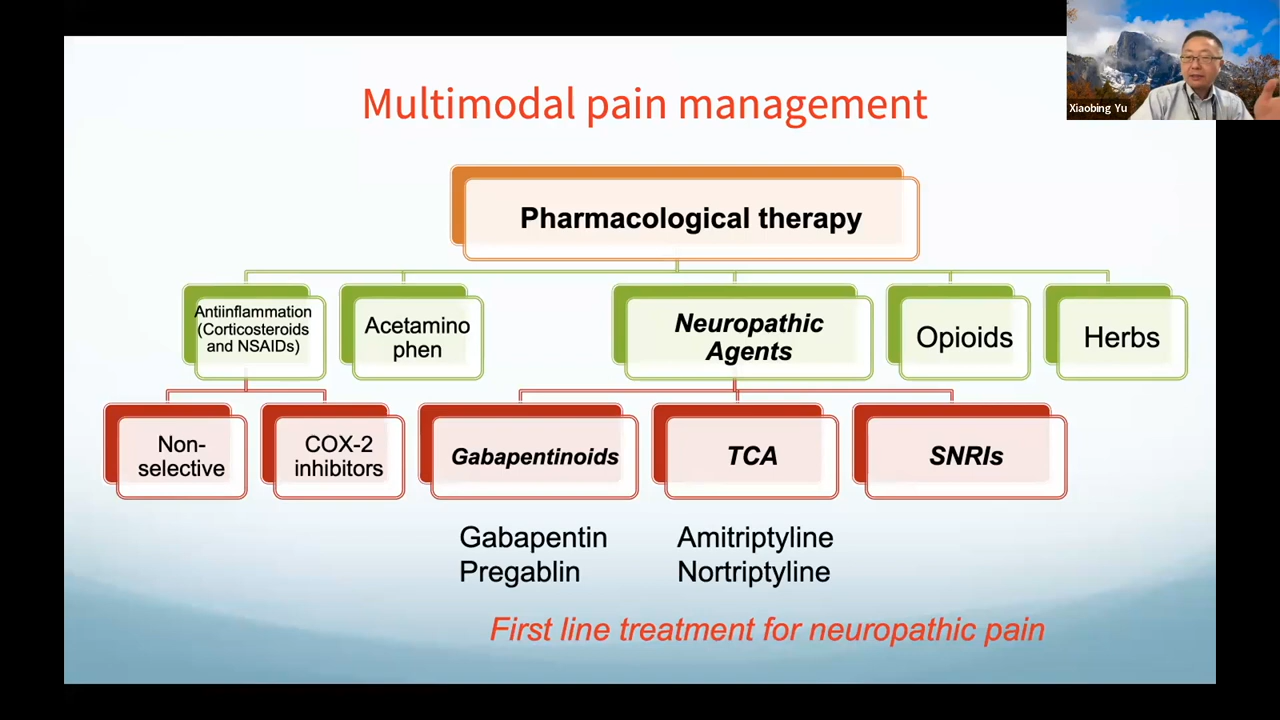 Xiaobing Yu
Multimodal pain management
Pharmacological therapy
Antiinflammation
(Corticosteroids
and NSAIDs)
Acetamino
phen
Neuropathic
Agents
Opioids
Herbs
Non-
selective
COX-2
inhibitors
Gabapentinoids
TCA
SNRIs
Gabapentin
Pregablin
Amitriptyline
Nortriptyline
First line treatment for neuropathic pain